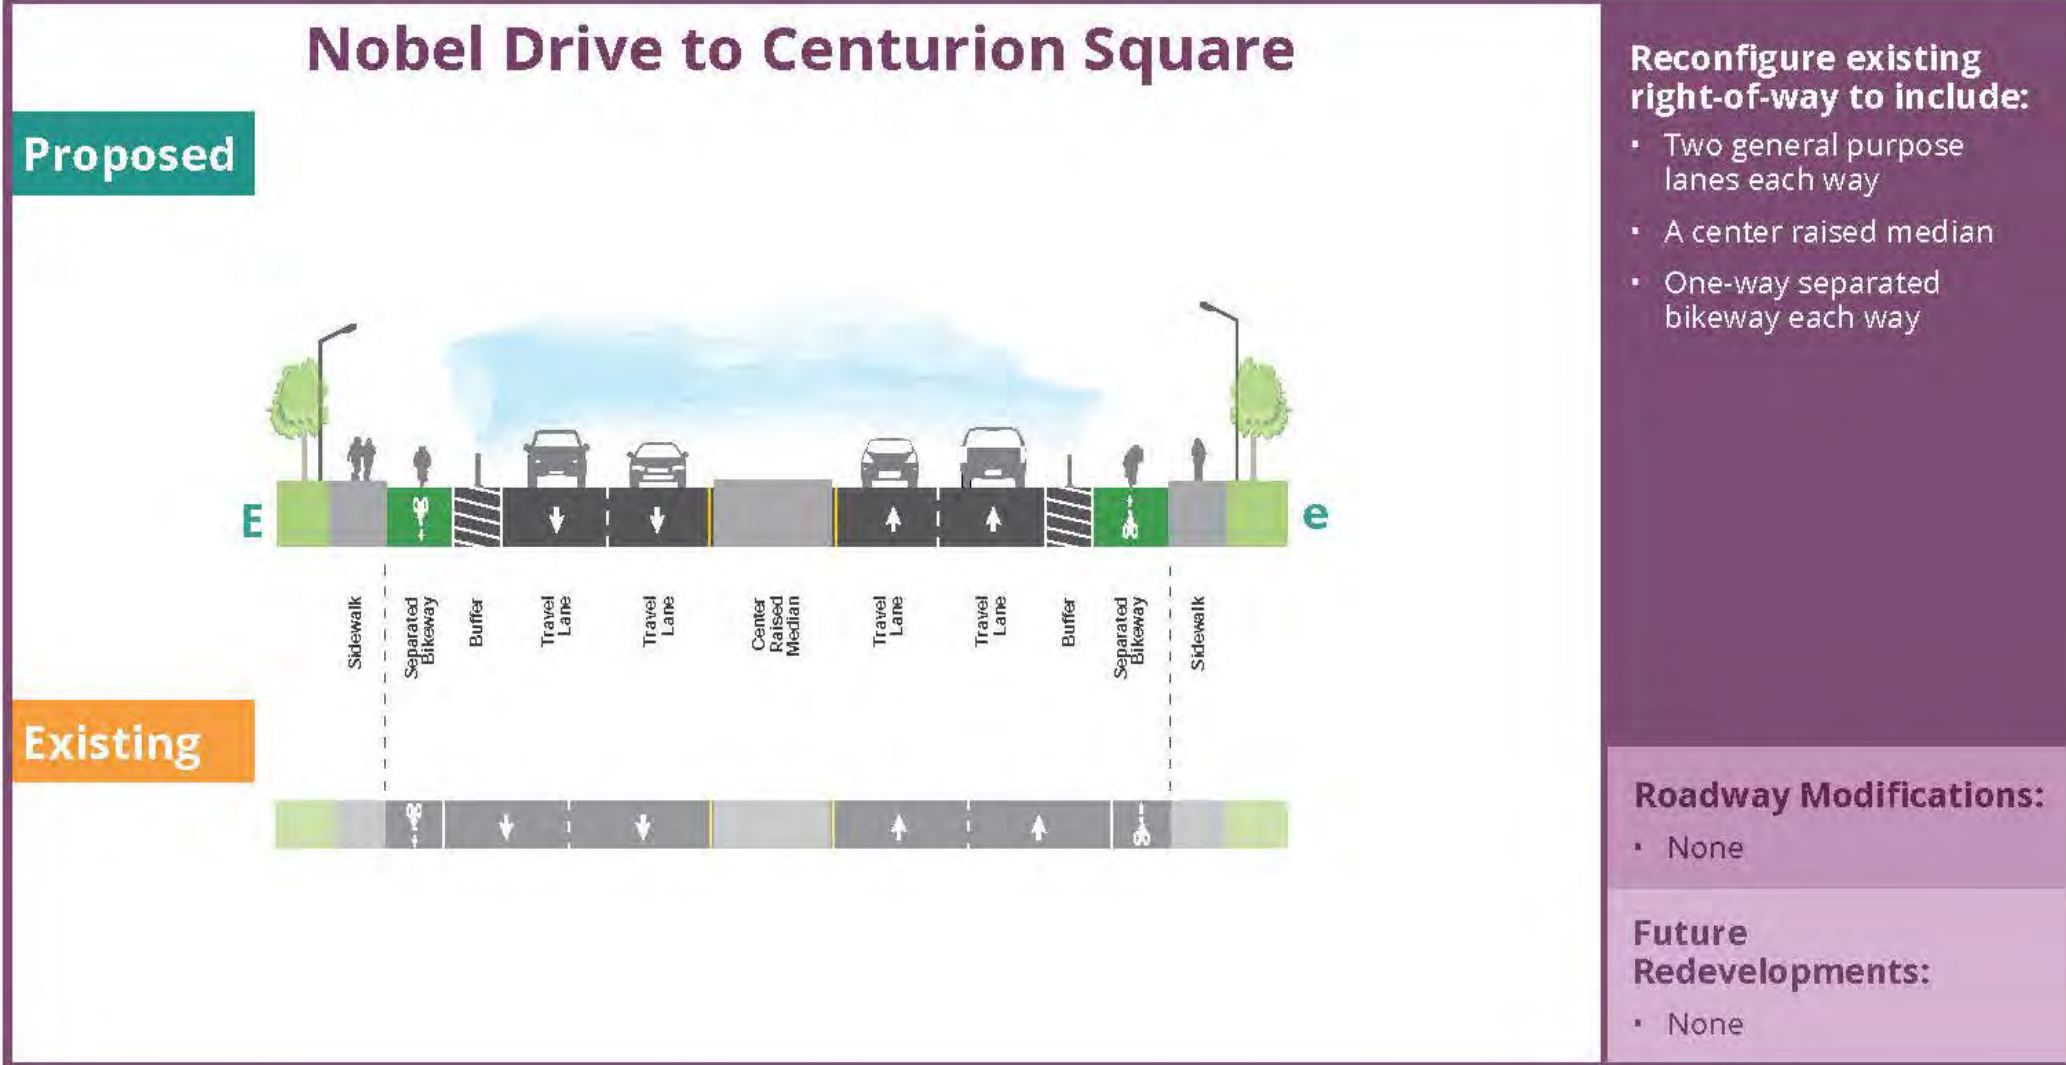 Nobel Drive to Centurion Square
Proposed
E
e
Sidewalk
Separated
Bikeway
Buffer
Travel
Lane
Travel
Lane
Center
Raised
Median
Travel
Lane
Travel
Lane
Buffer
Separated
Bikeway
Sidewalk
Existing
Reconfigure existing
right-of-way to include:
• Two general purpose
lanes each way
• A center raised median
• One-way separated
bikeway each way
Roadway Modifications:
• None
Future
Redevelopments:
• None